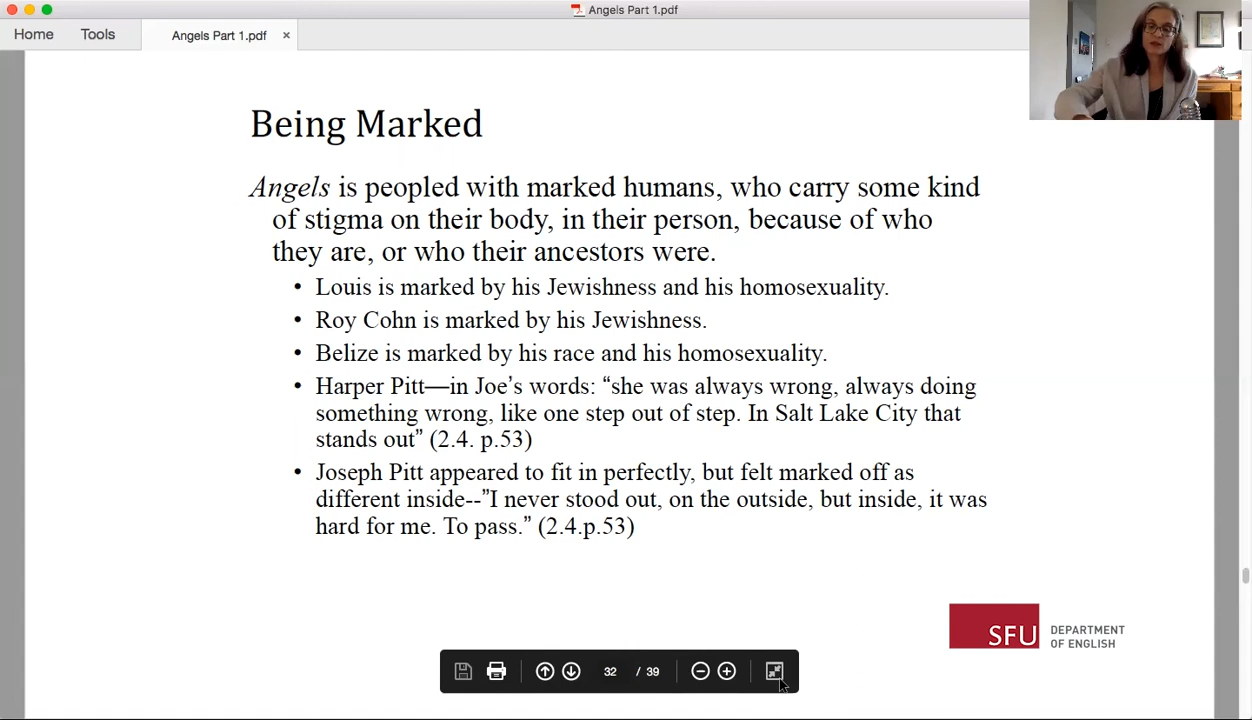 Angels Part 1.pdf
Home Tools Angels Part 1.pdf ×
Being Marked
Angels is peopled with marked humans, who carry some kind
of stigma on their body, in their person, because of who
they are, or who their ancestors were.
• Louis is marked by his Jewishness and his homosexuality.
• Roy Cohn is marked by his Jewishness.
• Belize is marked by his race and his homosexuality.
• Harper Pitt—in Joe’s words: “she was always wrong, always doing
something wrong, like one step out of step. In Salt Lake City that
stands out” (2.4. p.53)
• Joseph Pitt appeared to fit in perfectly, but felt marked off as
different inside--”I never stood out, on the outside, but inside, it was
hard for me. To pass.” (2.4.p.53)
SFU DEPARTMENT
OF ENGLISH
32 / 39